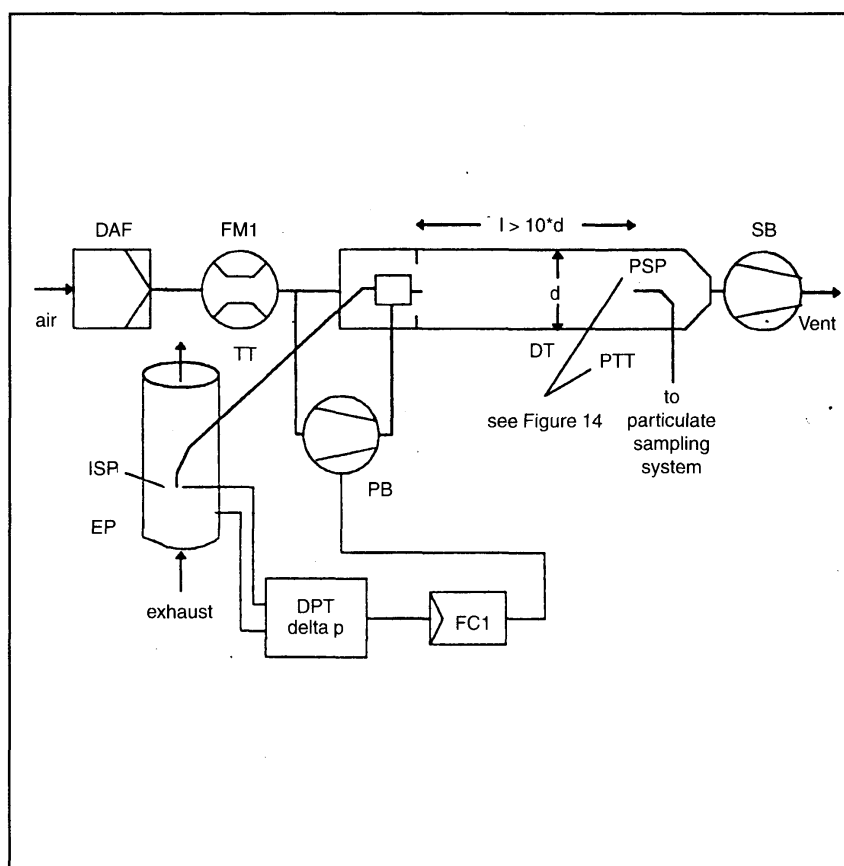 l > 10*d
DAF
FM1
SB
PSP
d
air
Vent
TT
DT
PTT
to
particulate
sampling
system
see Figure 14
ISP
PB
EP
exhaust
DPT
delta p
FC1